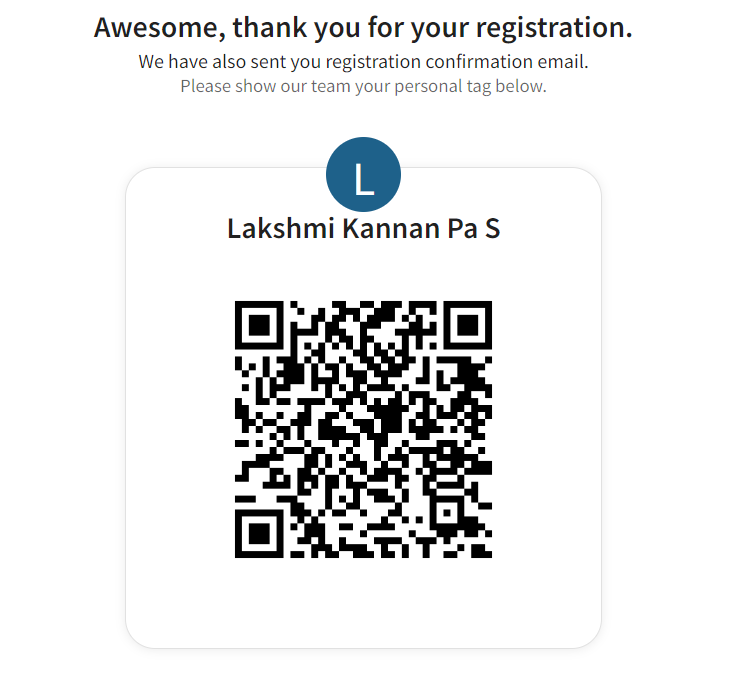 Awesome, thank you for your registration.
We have also sent you registration confirmation email.
Please show our team your personal tag below.
L
Lakshmi Kannan Pa S